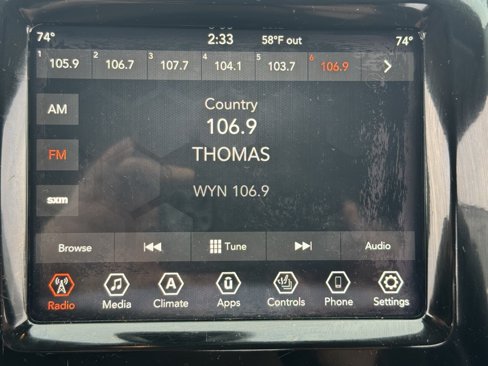 74° 2:33 58°F out 74°
1 105.9 2 106.7 3 107.7 4 104.1 5 103.7 6 106.9
Country
AM
106.9
FM
THOMAS
WYN 106.9
sxm
Browse Tune Audio
Radio Media Climate Apps Controls Phone Settings